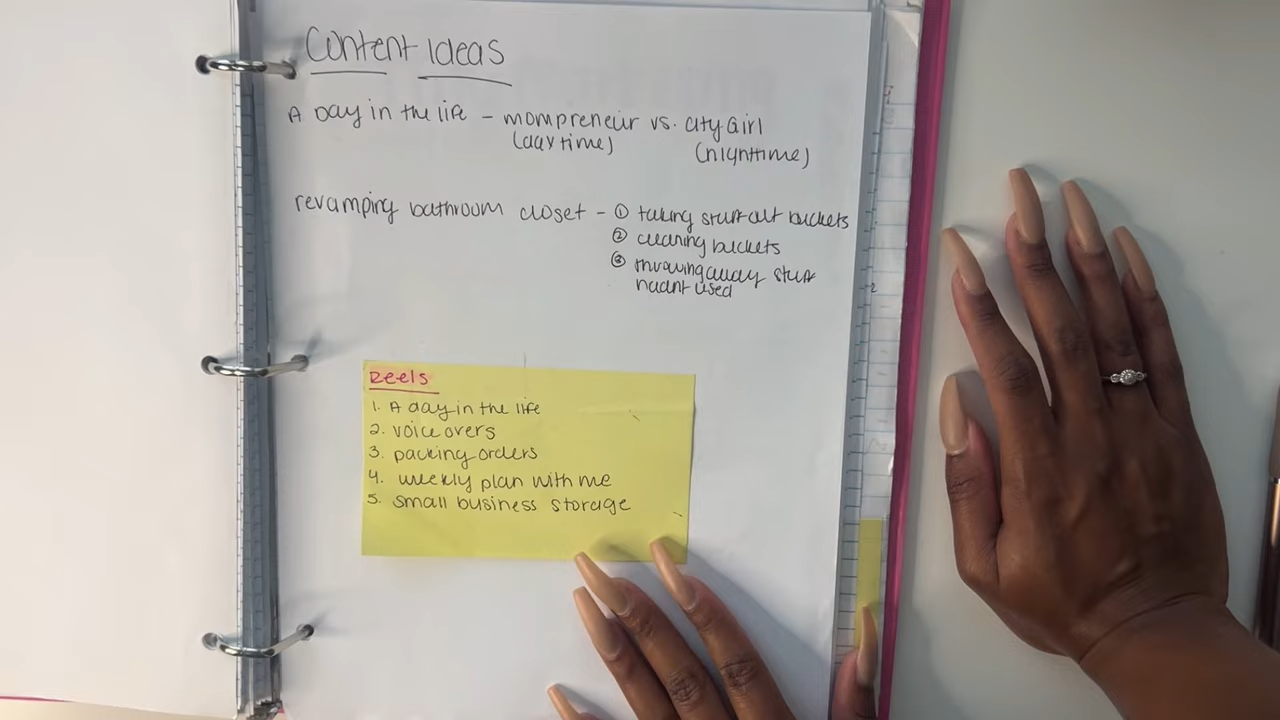 Content Ideas
A Day in the life - mompreneur vs. city Girl
(daytime) (nighttime)
revamping bathroom closet - ① taking stuff out buckets
② cleaning buckets
③ throwing away stuff
hadnt used
Reels
1. A day in the life
2. voice overs
3. packing orders
4. weekly plan with me
5. small business storage